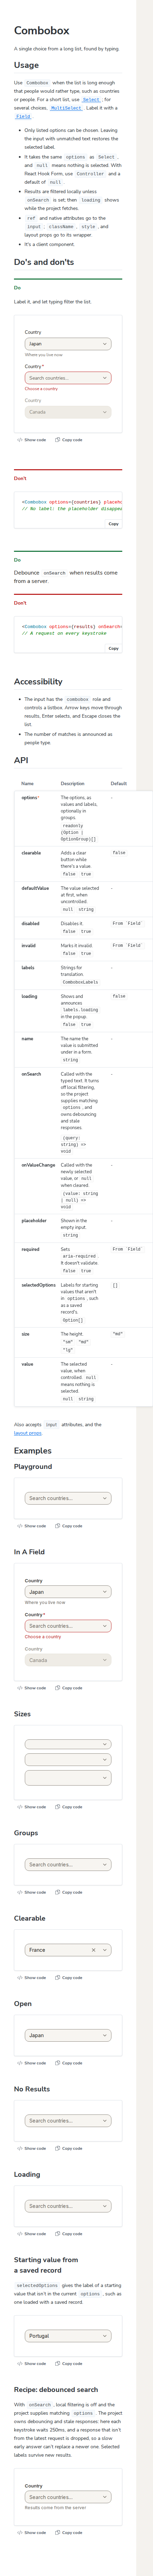 Combobox
A single choice from a long list, found by typing.
Usage
Use Combobox when the list is long enough
that people would rather type, such as countries
or people. For a short list, use Select; for
several choices, MultiSelect. Label it with a
Field.
Only listed options can be chosen. Leaving
the input with unmatched text restores the
selected label.
It takes the same options as Select,
and null means nothing is selected. With
React Hook Form, use Controller and a
default of null.
Results are filtered locally unless
onSearch is set; then loading shows
while the project fetches.
ref and native attributes go to the
input. className, style, and
layout props go to its wrapper.
It's a client component.
Do's and don'ts
Do
Label it, and let typing filter the list.
Country
Japan
Where you live now
Country*
Search countries...
Choose a country
Country
Canada
Show code
Copy code
Don't
<Combobox options={countries} placeho
// No label: the placeholder disappea
Copy
Do
Debounce onSearch when results come
from a server.
Don't
<Combobox options={results} onSearch=
// A request on every keystroke
Copy
Accessibility
The input has the combobox role and
controls a listbox. Arrow keys move through
results, Enter selects, and Escape closes the
list.
The number of matches is announced as
people type.
API
Name Description Default
options* The options, as -
values and labels,
optionally in
groups.
readonly
(Option |
OptionGroup)[]
clearable Adds a clear false
button while
there's a value.
false true
defaultValue The value selected -
at first, when
uncontrolled.
null string
disabled Disables it. From `Field`
false true
invalid Marks it invalid. From `Field`
false true
labels Strings for -
translation.
ComboboxLabels
loading Shows and false
announces
labels.loading
in the popup.
false true
name The name the -
value is submitted
under in a form.
string
onSearch Called with the -
typed text. It turns
off local filtering,
so the project
supplies matching
options, and
owns debouncing
and stale
responses.
(query:
string) =>
void
onValueChange Called with the -
newly selected
value, or null
when cleared.
(value: string
| null) =>
void
placeholder Shown in the -
empty input.
string
required Sets From `Field`
aria-required.
It doesn't validate.
false true
selectedOptions Labels for starting []
values that aren't
in options, such
as a saved
record's.
Option[]
size The height. "md"
"sm" "md"
"lg"
value The selected -
value, when
controlled. null
means nothing is
selected.
null string
Also accepts input attributes, and the
layout props.
Examples
Playground
Search countries...
Show code
Copy code
In A Field
Country
Japan
Where you live now
Country*
Search countries...
Choose a country
Country
Canada
Show code
Copy code
Sizes
Show code
Copy code
Groups
Search countries...
Show code
Copy code
Clearable
France
Show code
Copy code
Open
Japan
Show code
Copy code
No Results
Search countries...
Show code
Copy code
Loading
Search countries...
Show code
Copy code
Starting value from
a saved record
selectedOptions gives the label of a starting
value that isn't in the current options, such as
one loaded with a saved record.
Portugal
Show code
Copy code
Recipe: debounced search
With onSearch, local filtering is off and the
project supplies matching options. The project
owns debouncing and stale responses; here each
keystroke waits 250ms, and a response that isn't
from the latest request is dropped, so a slow
early answer can't replace a newer one. Selected
labels survive new results.
Country
Search countries...
Results come from the server
Show code
Copy code